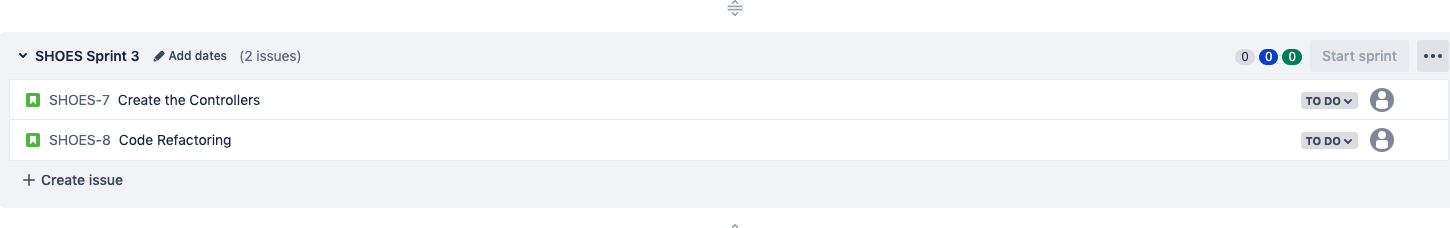 SHOES Sprint 3 Add dates (2 issues) 0 0 0 Start sprint
SHOES-7 Create the Controllers TO DO
SHOES-8 Code Refactoring TO DO
Create issue